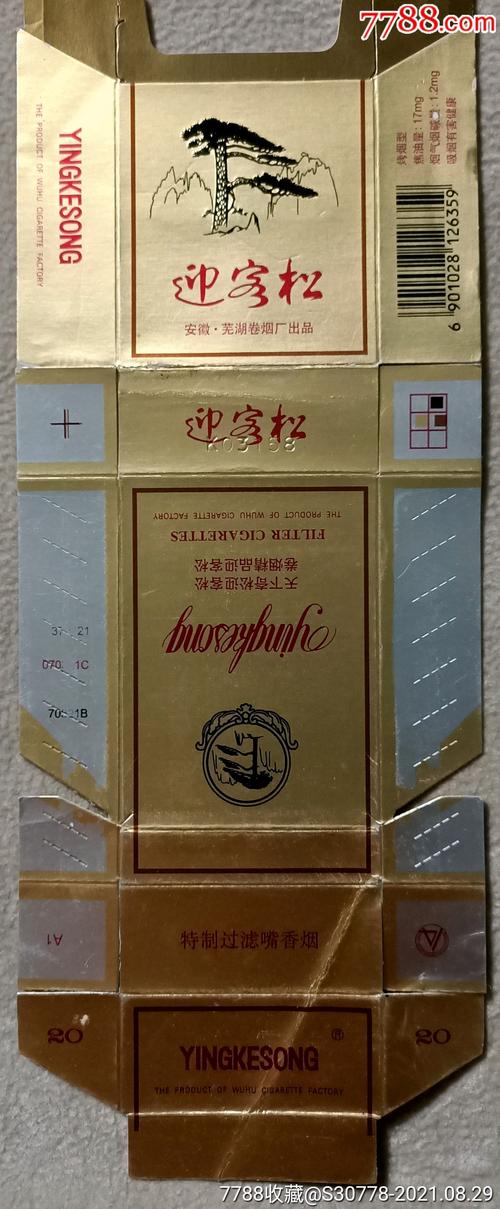 7788.com
YINGKESONG
THE PRODUCT OF WUHU CIGARETTE FACTORY
迎客松
安徽·芜湖卷烟厂出品
烤烟型
焦油量:17mg
烟气烟碱量:1.2mg
吸烟有害健康
6 901028 126359
迎客松
K03158
THE PRODUCT OF WUHU CIGARETTE FACTORY
FILTER CIGARETTES
卷烟精品迎客松
天下奇松迎客松
yingkesong
A1
特制过滤嘴香烟
20
YINGKESONG®
THE PRODUCT OF WUHU CIGARETTE FACTORY
20
7788收藏@S30778-2021.08.29